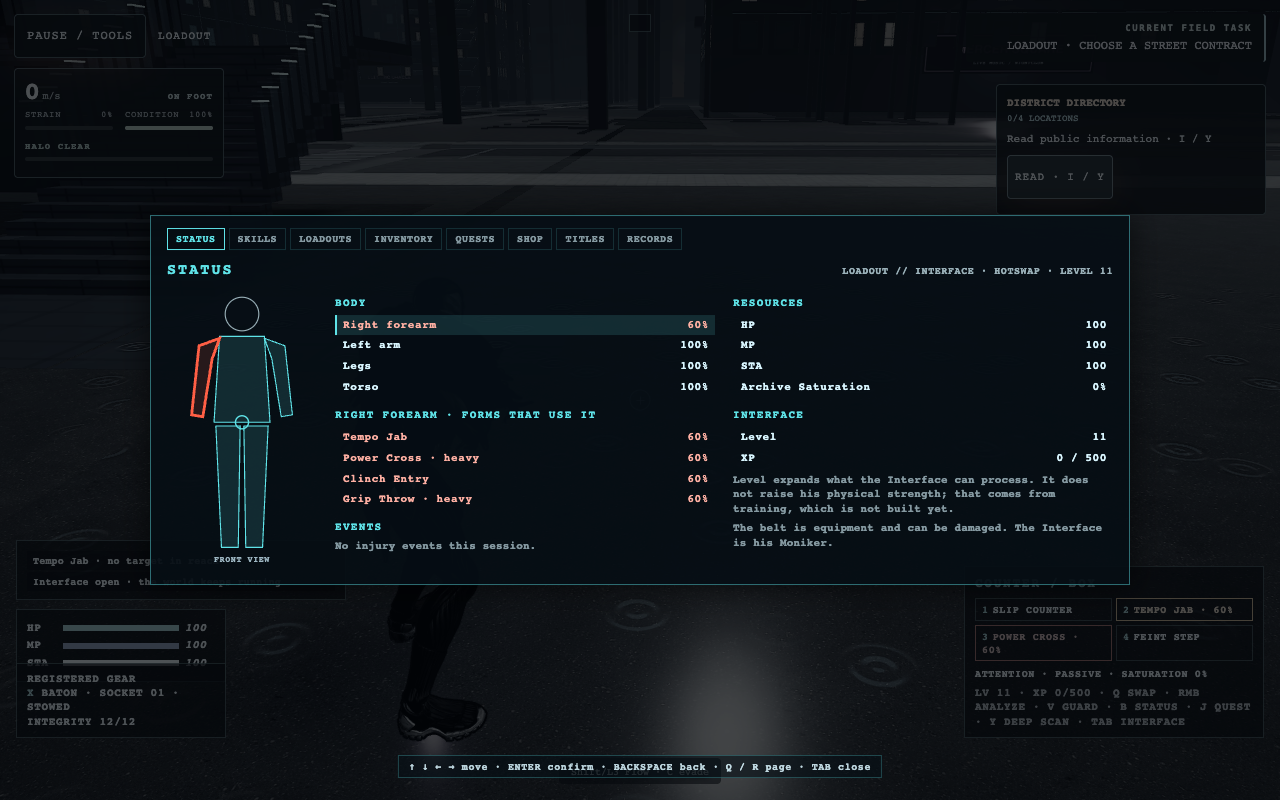 PAUSE / TOOLS
LOADOUT
CURRENT FIELD TASK
LOADOUT · CHOOSE A STREET CONTRACT
0 m/s
ON FOOT
STRAIN 0%
CONDITION 100%
HALO CLEAR
DISTRICT DIRECTORY
0/4 LOCATIONS
Read public information · I / Y
READ · I / Y
STATUS
SKILLS
LOADOUTS
INVENTORY
QUESTS
SHOP
TITLES
RECORDS
STATUS
LOADOUT // INTERFACE · HOTSWAP · LEVEL 11
FRONT VIEW
BODY
Right forearm 60%
Left arm 100%
Legs 100%
Torso 100%
RIGHT FOREARM · FORMS THAT USE IT
Tempo Jab 60%
Power Cross · heavy 60%
Clinch Entry 60%
Grip Throw · heavy 60%
EVENTS
No injury events this session.
RESOURCES
HP 100
MP 100
STA 100
Archive Saturation 0%
INTERFACE
Level 11
XP 0 / 500
Level expands what the Interface can process. It does
not raise his physical strength; that comes from
training, which is not built yet.
The belt is equipment and can be damaged. The Interface
is his Moniker.
Tempo Jab · no targ
Interface open · th
HP 100
MP 100
STA 100
REGISTERED GEAR
X BATON · SOCKET 01 ·
STOWED
INTEGRITY 12/12
1 SLIP COUNTER
2 TEMPO JAB · 60%
3 POWER CROSS ·
60%
4 FEINT STEP
ATTENTION · PASSIVE · SATURATION 0%
LV 11 · XP 0/500 · Q SWAP · RMB
ANALYZE · V GUARD · B STATUS · J QUEST
· Y DEEP SCAN · TAB INTERFACE
↑ ↓ ← → move · ENTER confirm · BACKSPACE back · Q / R page · TAB close